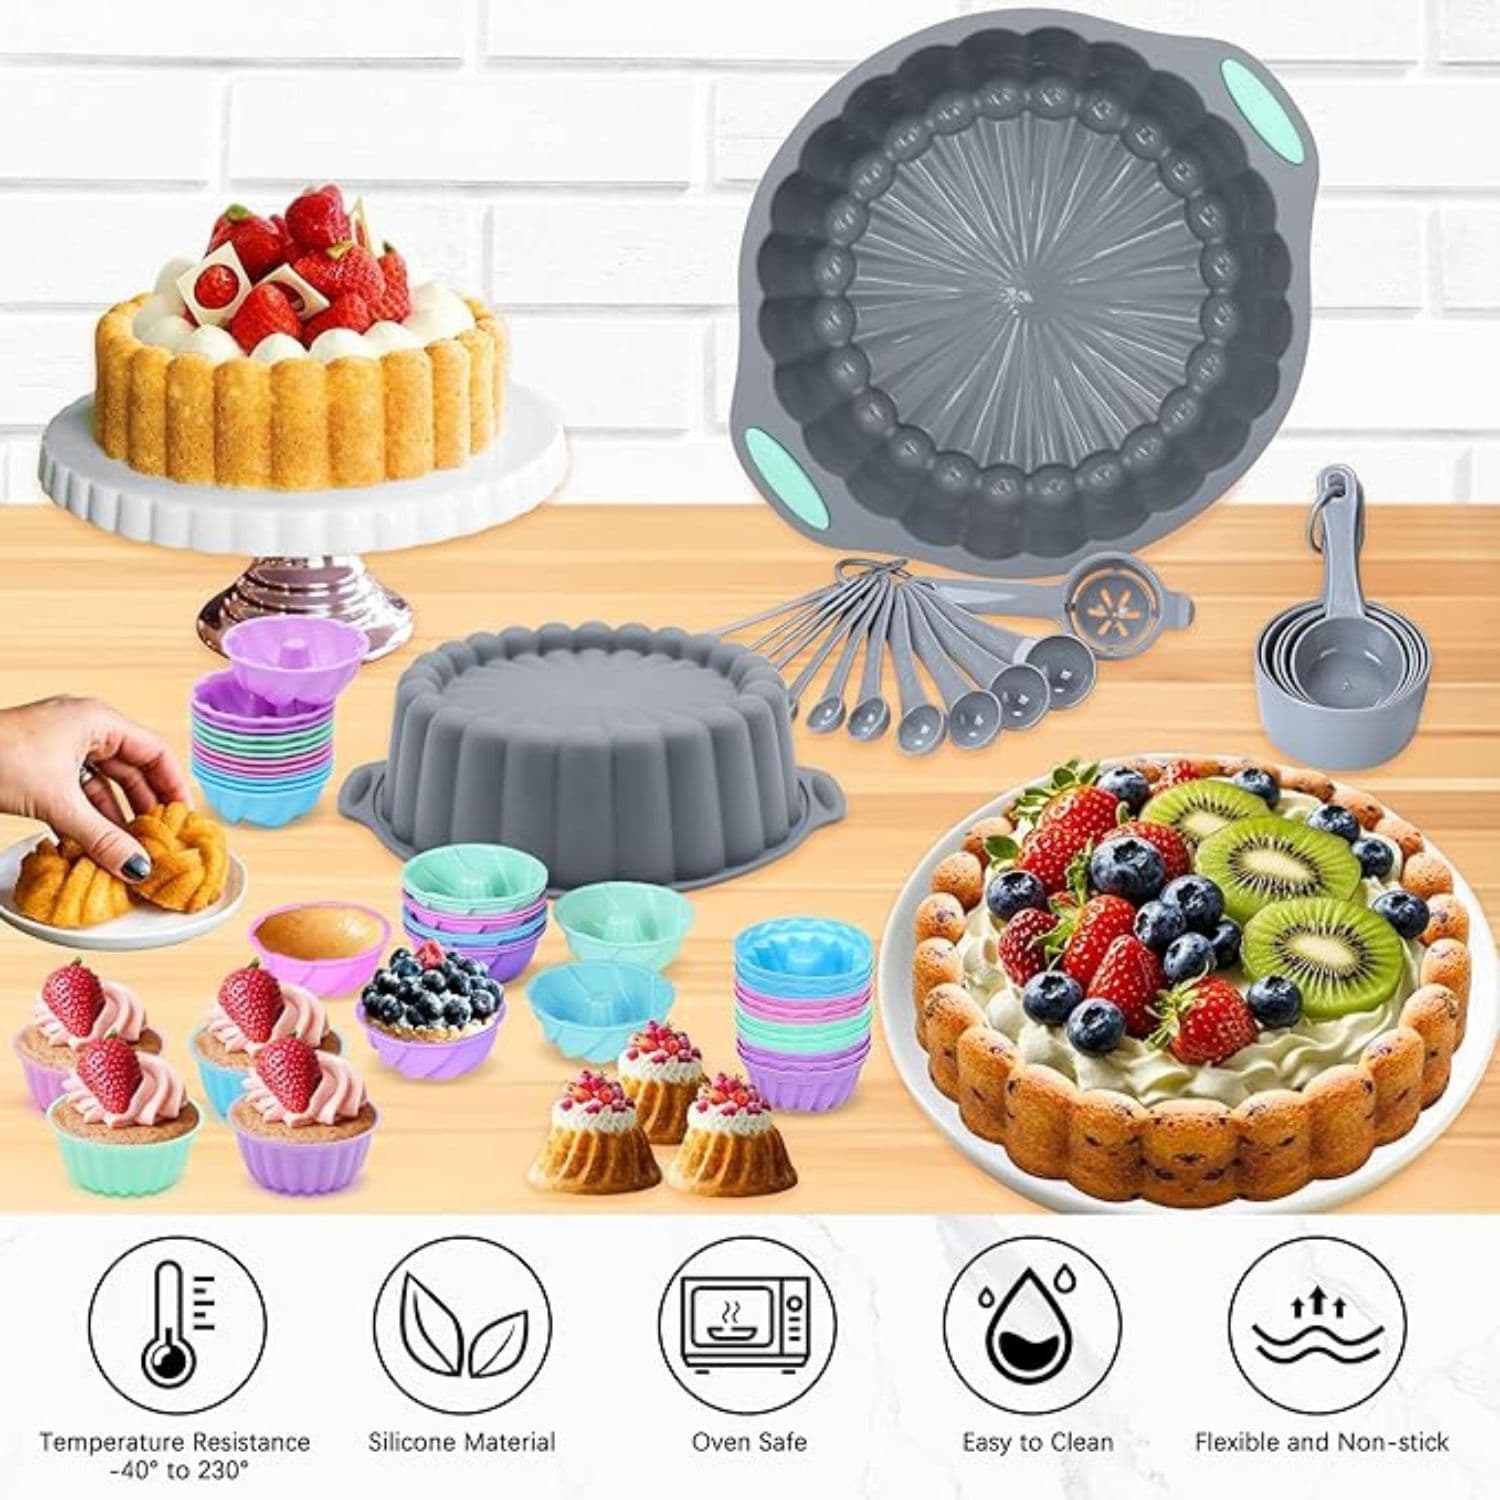 Temperature Resistance
-40° to 230°
Silicone Material
Oven Safe
Easy to Clean
Flexible and Non-stick